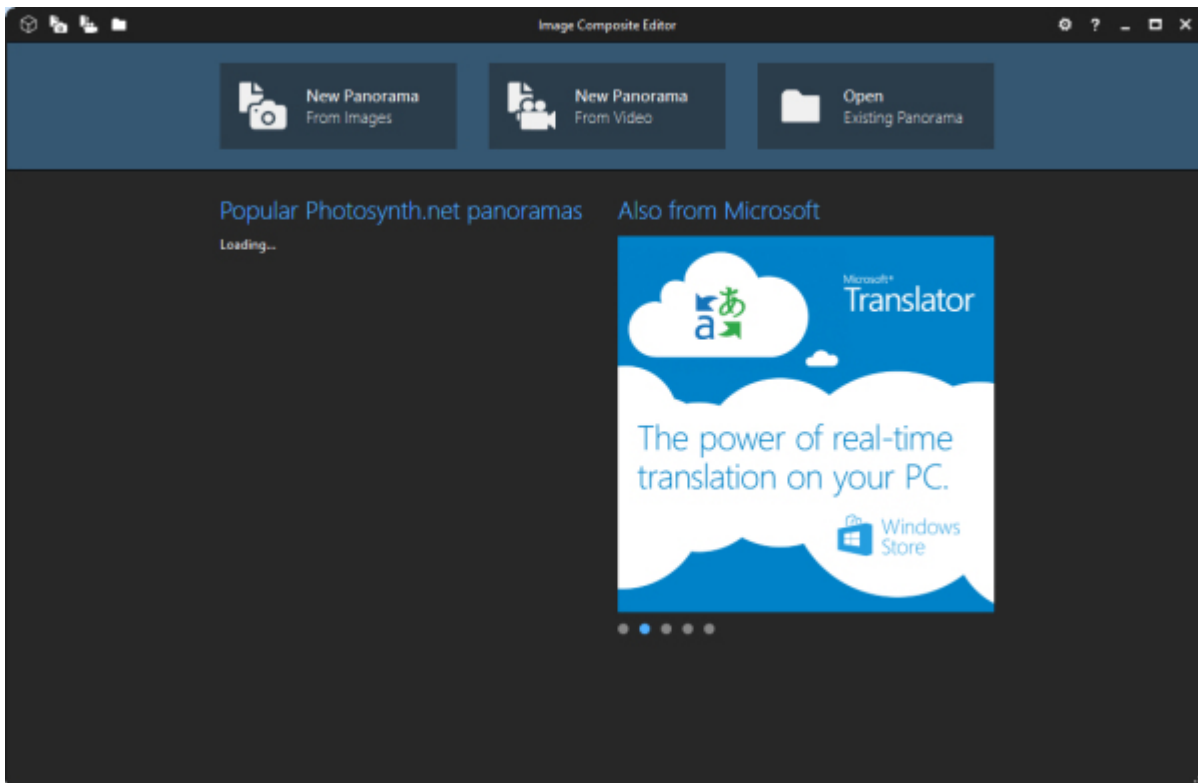 Image Composite Editor
?
New Panorama
From Images
New Panorama
From Video
Open
Existing Panorama
Popular Photosynth.net panoramas
Loading...
Also from Microsoft
あ
a
Microsoft®
Translator
The power of real-time
translation on your PC.
Windows
Store